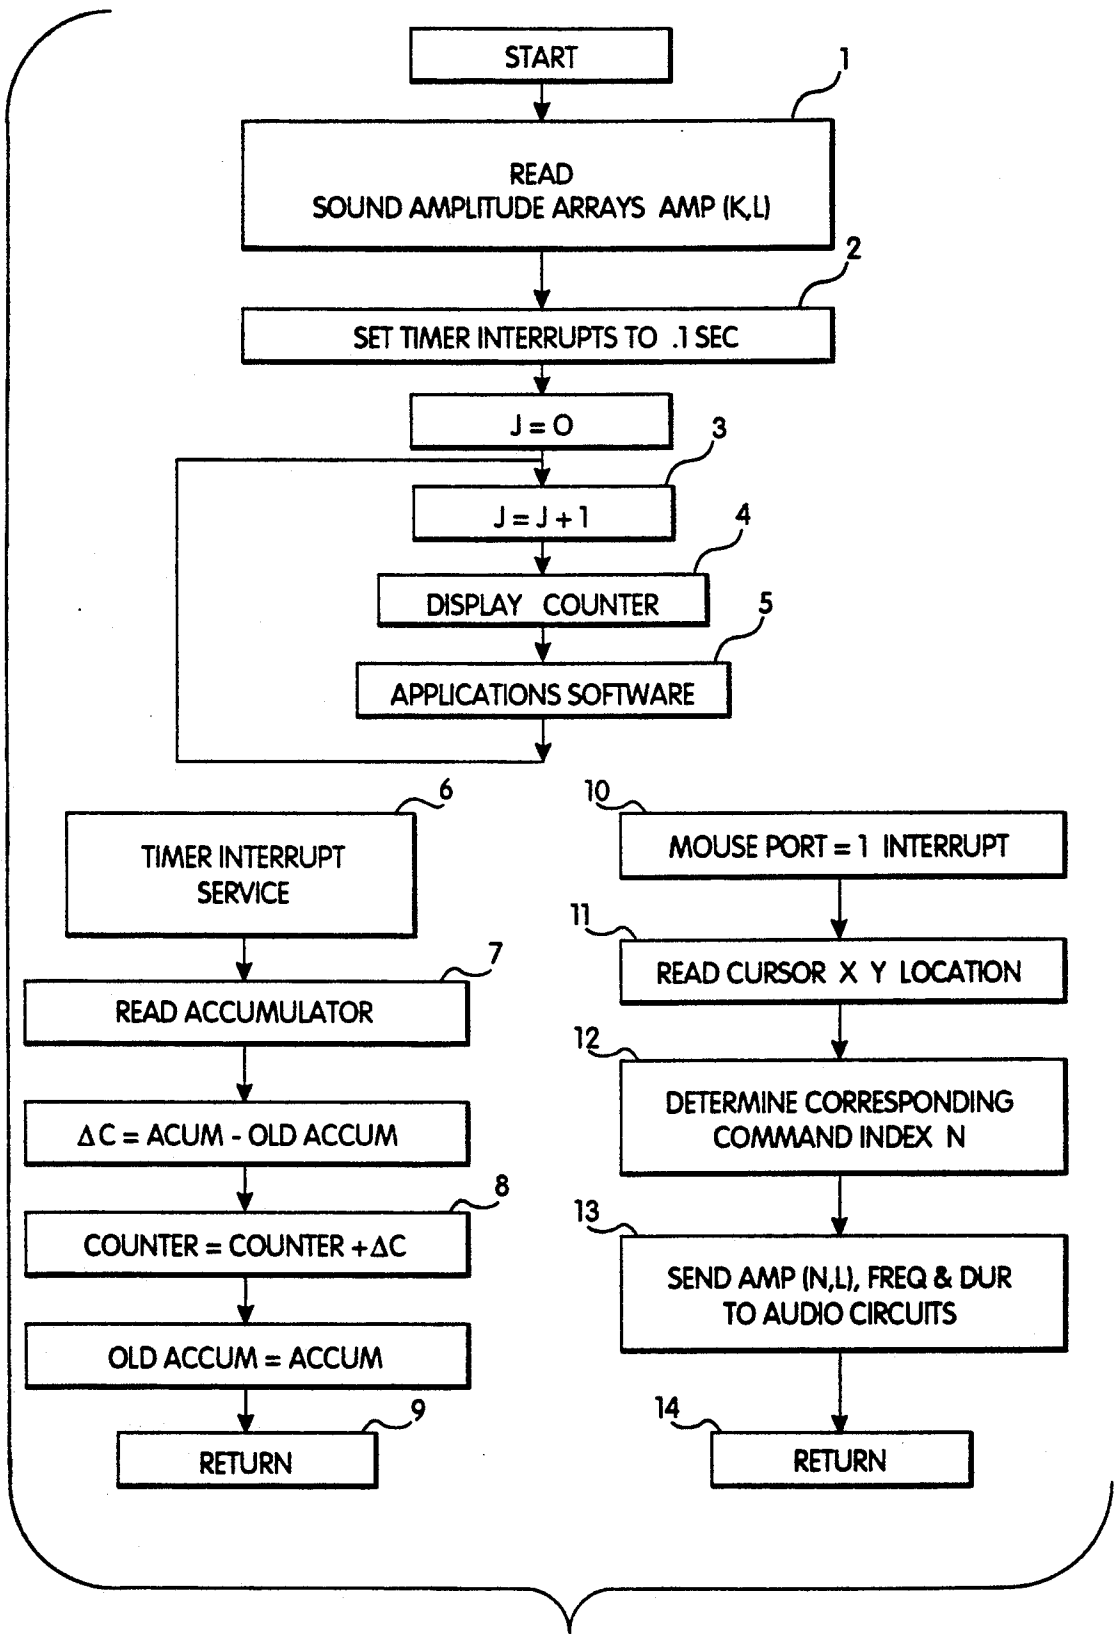 START
1
READ
SOUND AMPLITUDE ARRAYS AMP (K,L)
2
SET TIMER INTERRUPTS TO .1 SEC
J = O
3
J = J + 1
4
DISPLAY COUNTER
5
APPLICATIONS SOFTWARE
6
TIMER INTERRUPT
SERVICE
7
READ ACCUMULATOR
ΔC = ACUM - OLD ACCUM
8
COUNTER = COUNTER + ΔC
OLD ACCUM = ACCUM
9
RETURN
10
MOUSE PORT = 1 INTERRUPT
11
READ CURSOR X Y LOCATION
12
DETERMINE CORRESPONDING
COMMAND INDEX N
13
SEND AMP (N,L), FREQ & DUR
TO AUDIO CIRCUITS
14
RETURN